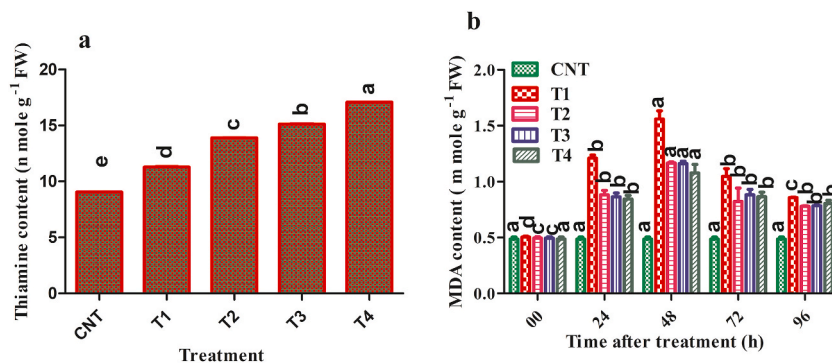 a
Thiamine content (n mole g⁻¹ FW)
20
15
10
5
0
e
d
c
b
a
CNT
T1
T2
T3
T4
Treatment
b
MDA content ( m mole g⁻¹ FW)
2.0
1.5
1.0
0.5
0.0
CNT
T1
T2
T3
T4
a d c c a
a b b b b
a a a a a
a b b b b
a c b b b
00
24
48
72
96
Time after treatment (h)